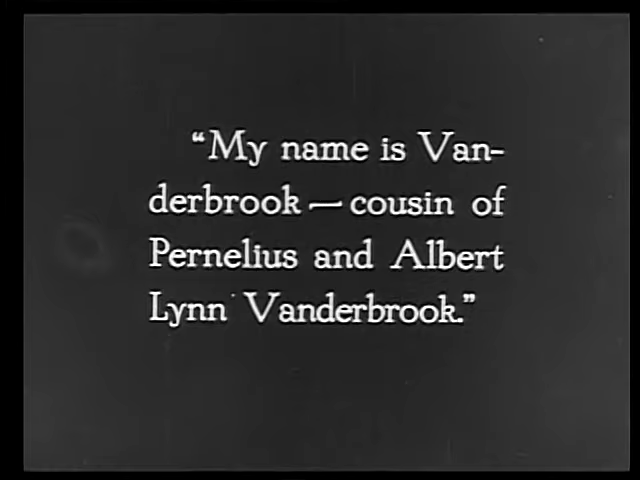 “My name is Van-
derbrook — cousin of
Pernelius and Albert
Lynn Vanderbrook.”